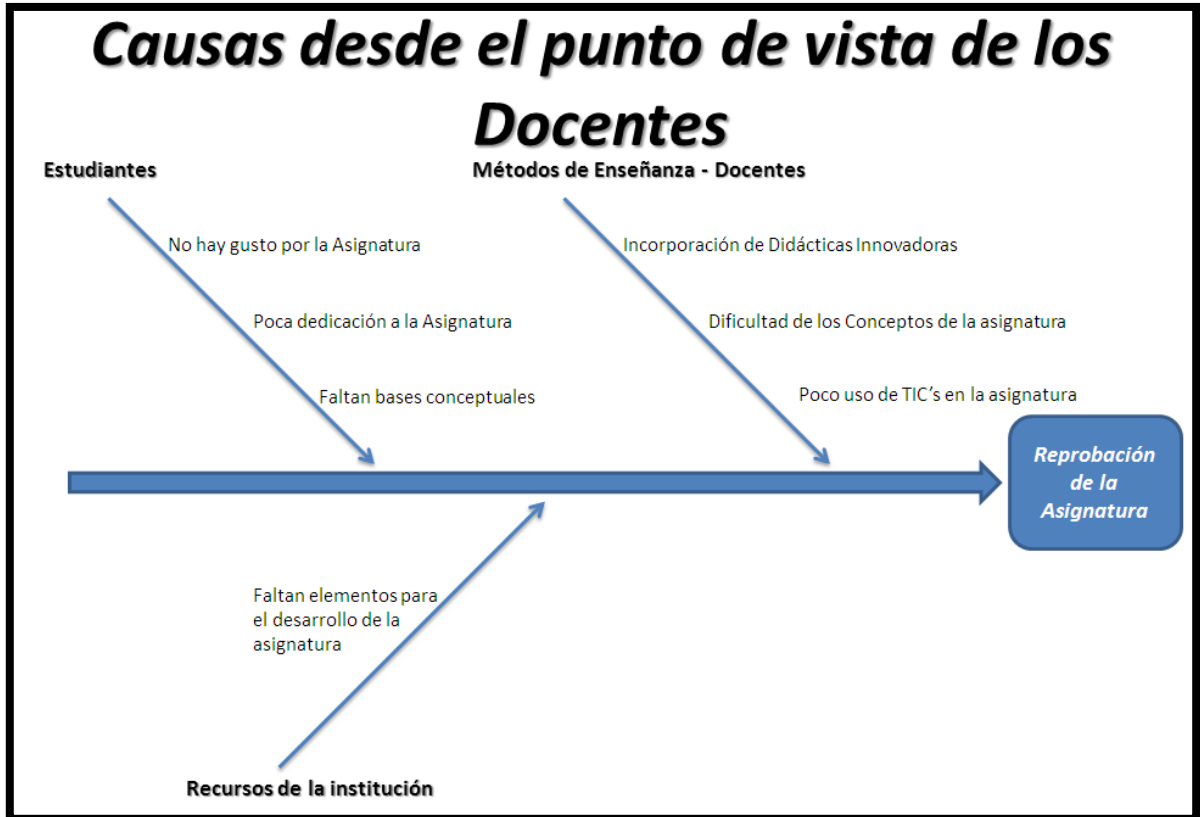 Causas desde el punto de vista de los
Docentes
Estudiantes
Métodos de Enseñanza - Docentes
No hay gusto por la Asignatura
Incorporación de Didácticas Innovadoras
Poca dedicación a la Asignatura
Dificultad de los Conceptos de la asignatura
Faltan bases conceptuales
Poco uso de TIC’s en la asignatura
Reprobación
de la
Asignatura
Faltan elementos para
el desarrollo de la
asignatura
Recursos de la institución